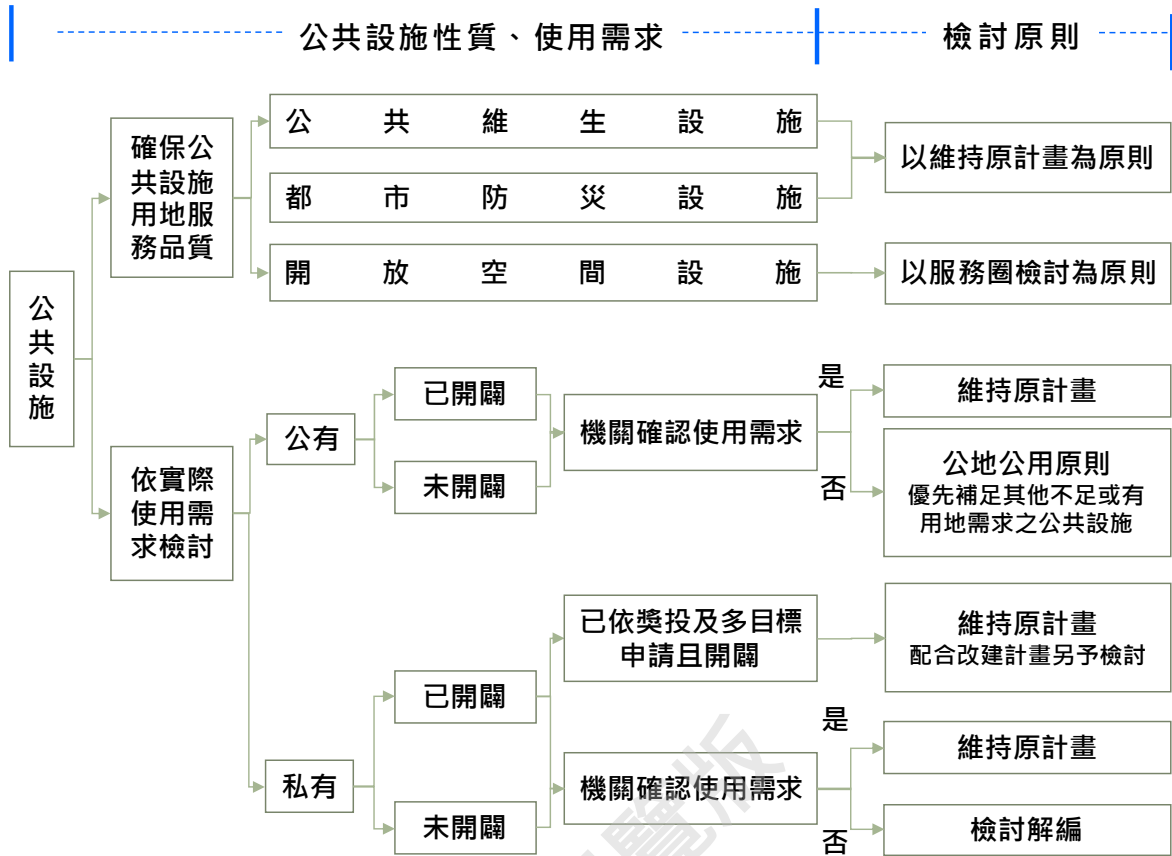 公共設施性質、使用需求
檢討原則
公共維生設施
都市防災設施
開放空間設施
確保公
共設施
用地服
務品質
以維持原計畫為原則
以服務圈檢討為原則
公
共
設
施
依實際
使用需
求檢討
公有
已開闢
未開闢
機關確認使用需求
是
維持原計畫
否
公地公用原則
優先補足其他不足或有
用地需求之公共設施
私有
已開闢
未開闢
已依獎投及多目標
申請且開闢
維持原計畫
配合改建計畫另予檢討
機關確認使用需求
是
維持原計畫
否
檢討解編
覽版